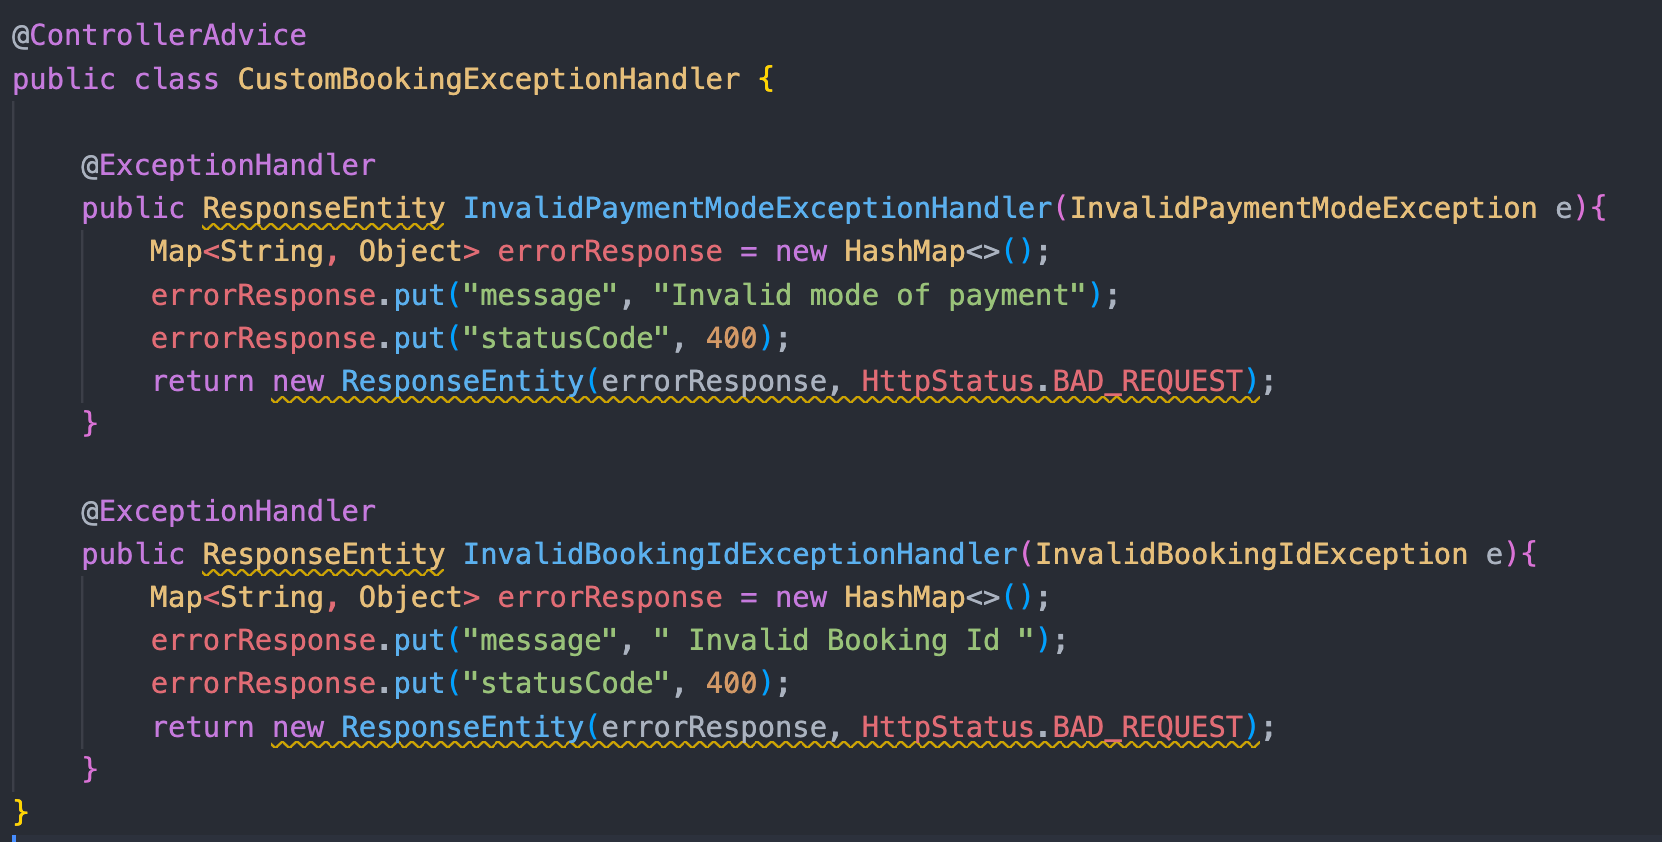 @ControllerAdvice
public class CustomBookingExceptionHandler {
@ExceptionHandler
public ResponseEntity InvalidPaymentModeExceptionHandler(InvalidPaymentModeException e){
Map<String, Object> errorResponse = new HashMap<>();
errorResponse.put("message", "Invalid mode of payment");
errorResponse.put("statusCode", 400);
return new ResponseEntity(errorResponse, HttpStatus.BAD_REQUEST);
}
@ExceptionHandler
public ResponseEntity InvalidBookingIdExceptionHandler(InvalidBookingIdException e){
Map<String, Object> errorResponse = new HashMap<>();
errorResponse.put("message", " Invalid Booking Id ");
errorResponse.put("statusCode", 400);
return new ResponseEntity(errorResponse, HttpStatus.BAD_REQUEST);
}
}